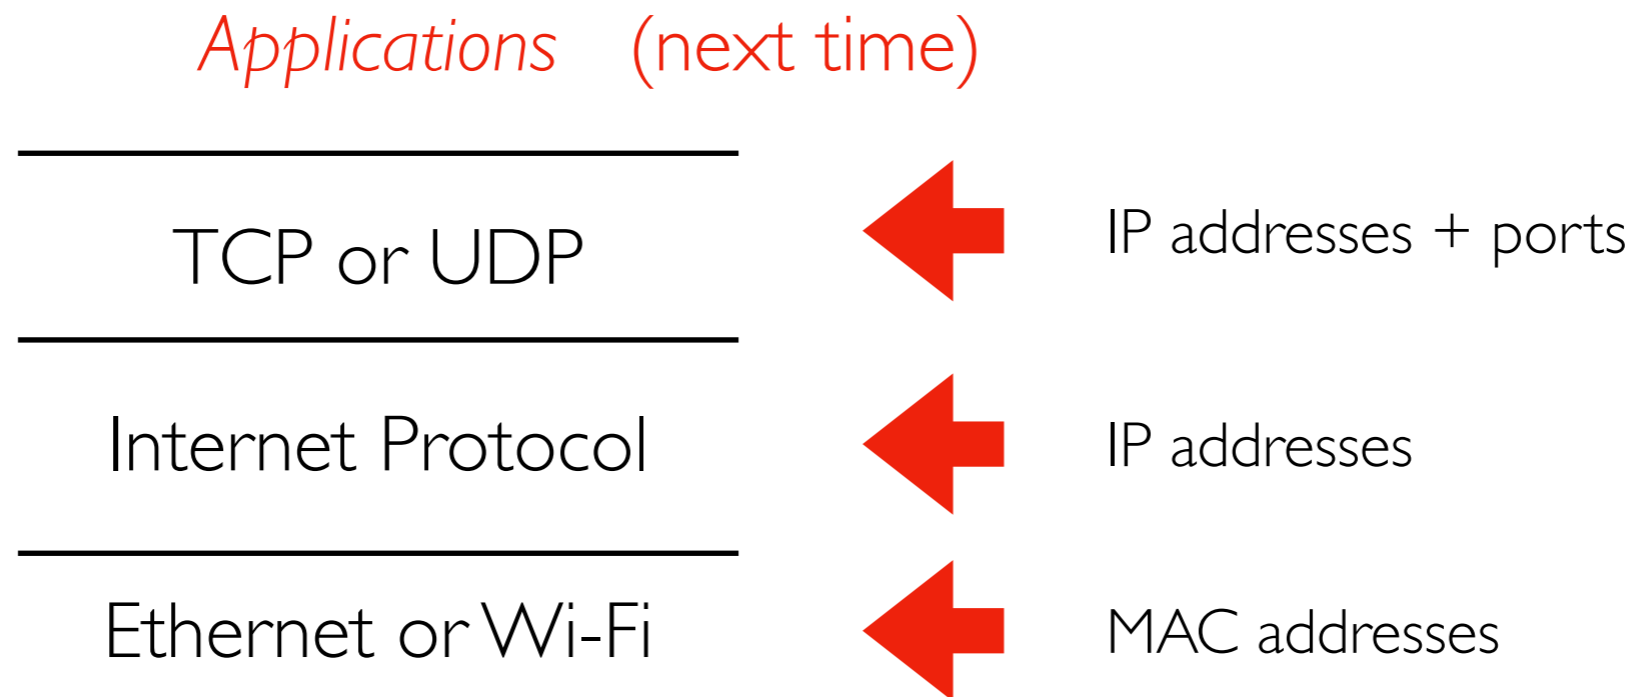 Applications (next time)
TCP or UDP
IP addresses + ports
Internet Protocol
IP addresses
Ethernet or Wi-Fi
MAC addresses